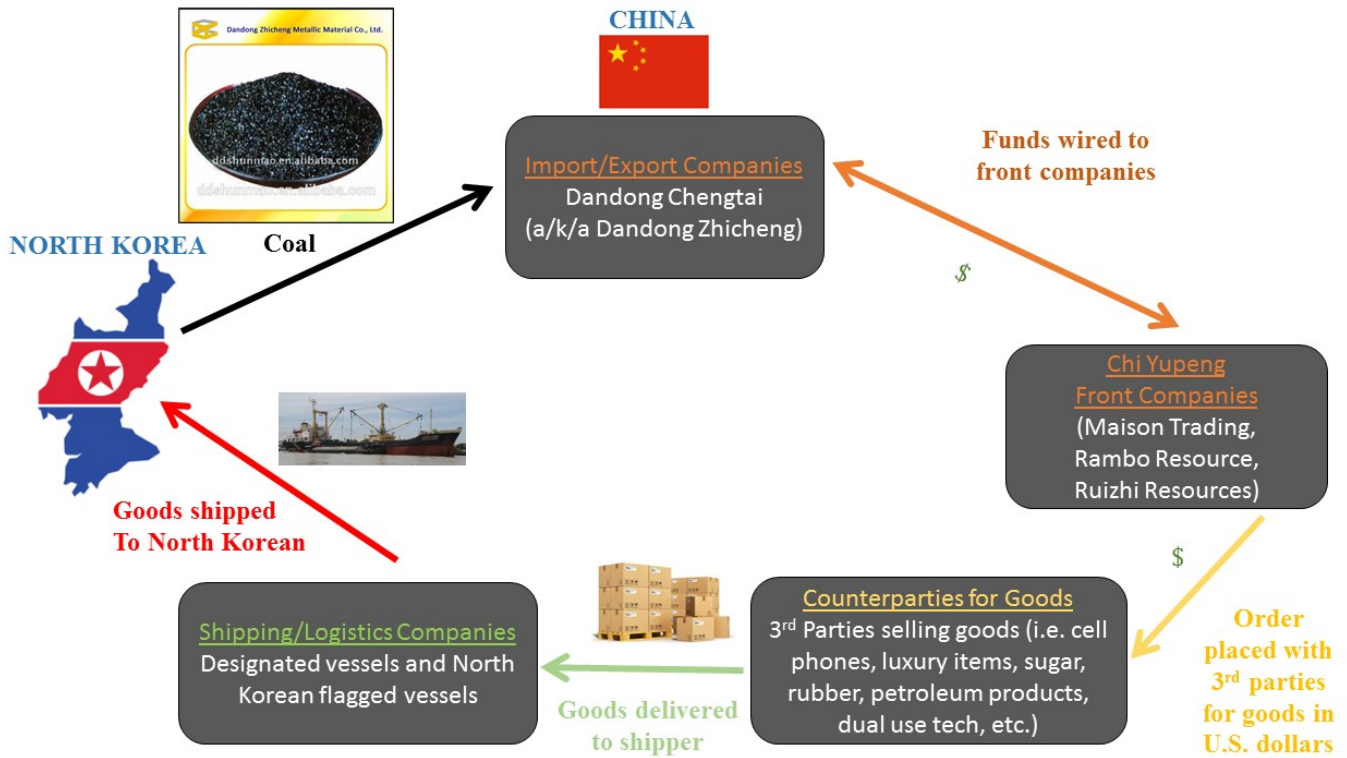 Dandong Zhicheng Metallic Material Co., Ltd.
ddshunmao.en.alibaba.com
ddshunmao.en.alibaba.com
Coal
CHINA
Import/Export Companies
Dandong Chengtai
(a/k/a Dandong Zhicheng)
Funds wired to
front companies
$
NORTH KOREA
Chi Yupeng
Front Companies
(Maison Trading,
Rambo Resource,
Ruizhi Resources)
$
Order
placed with
3rd parties
for goods in
U.S. dollars
Counterparties for Goods
3rd Parties selling goods (i.e. cell
phones, luxury items, sugar,
rubber, petroleum products,
dual use tech, etc.)
Goods delivered
to shipper
Shipping/Logistics Companies
Designated vessels and North
Korean flagged vessels
Goods shipped
To North Korean